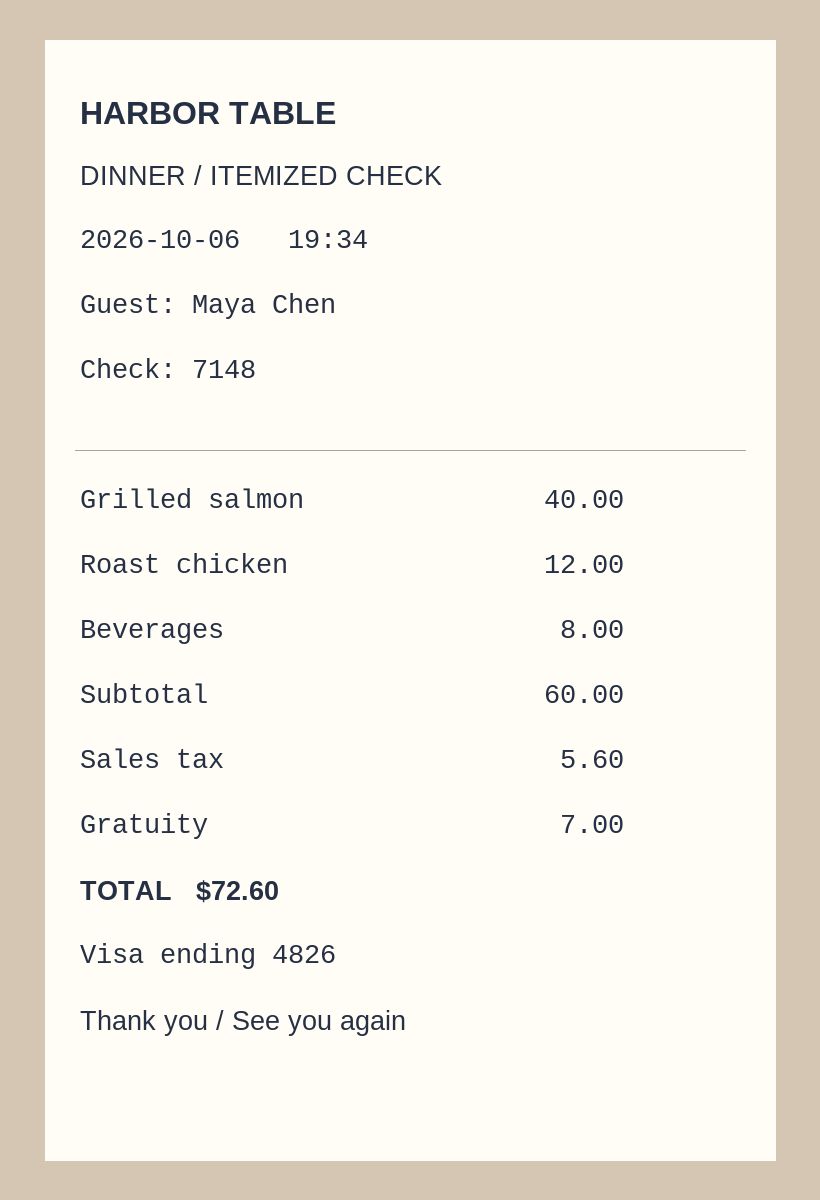 HARBOR TABLE
DINNER / ITEMIZED CHECK
2026-10-06   19:34
Guest: Maya Chen
Check: 7148
Grilled salmon 40.00
Roast chicken 12.00
Beverages 8.00
Subtotal 60.00
Sales tax 5.60
Gratuity 7.00
TOTAL $72.60
Visa ending 4826
Thank you / See you again